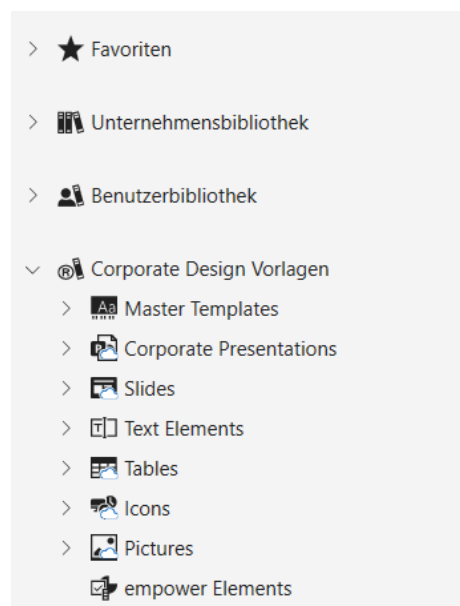 Favoriten
Unternehmensbibliothek
Benutzerbibliothek
Corporate Design Vorlagen
Master Templates
Corporate Presentations
Slides
Text Elements
Tables
Icons
Pictures
empower Elements